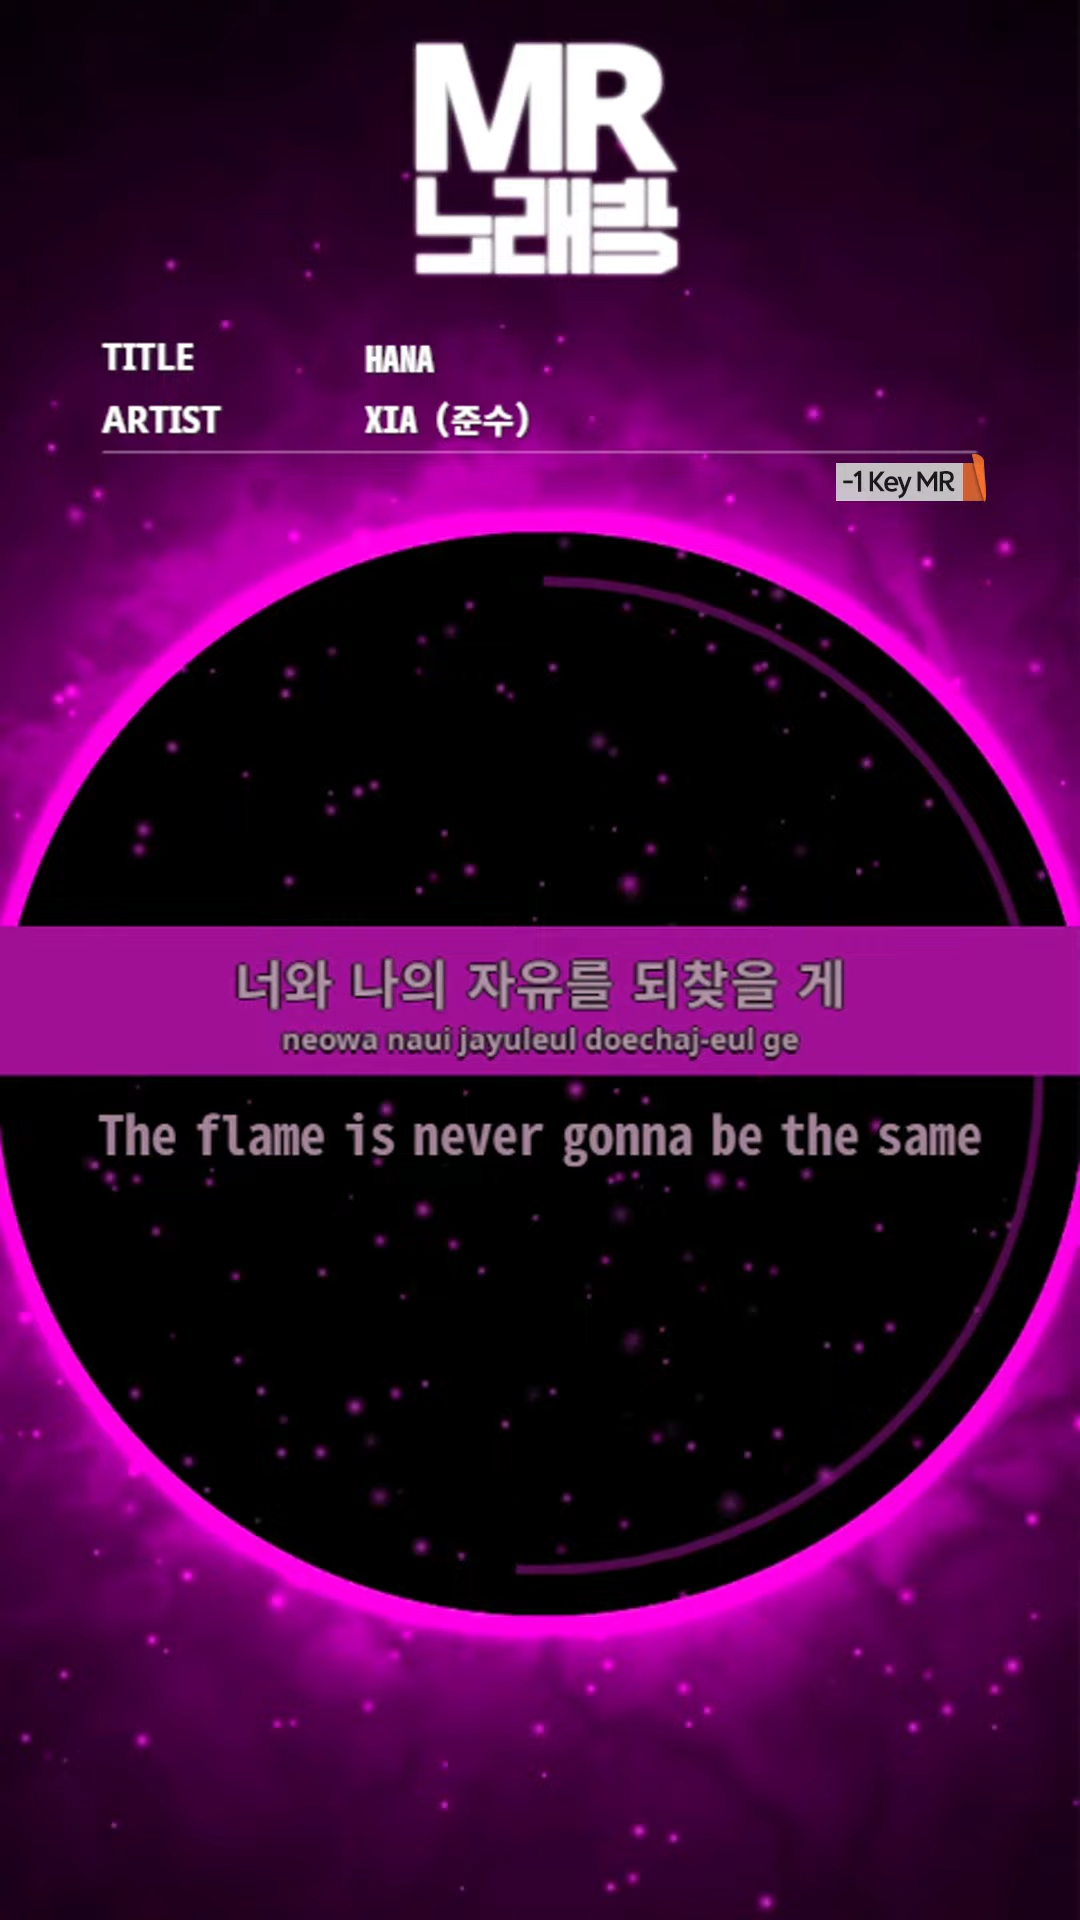 MR
노래방
TITLE HANA
ARTIST XIA (준수)
-1 Key MR
너와 나의 자유를 되찾을 게
neowa naui jayuleul doechaj-eul ge
The flame is never gonna be the same